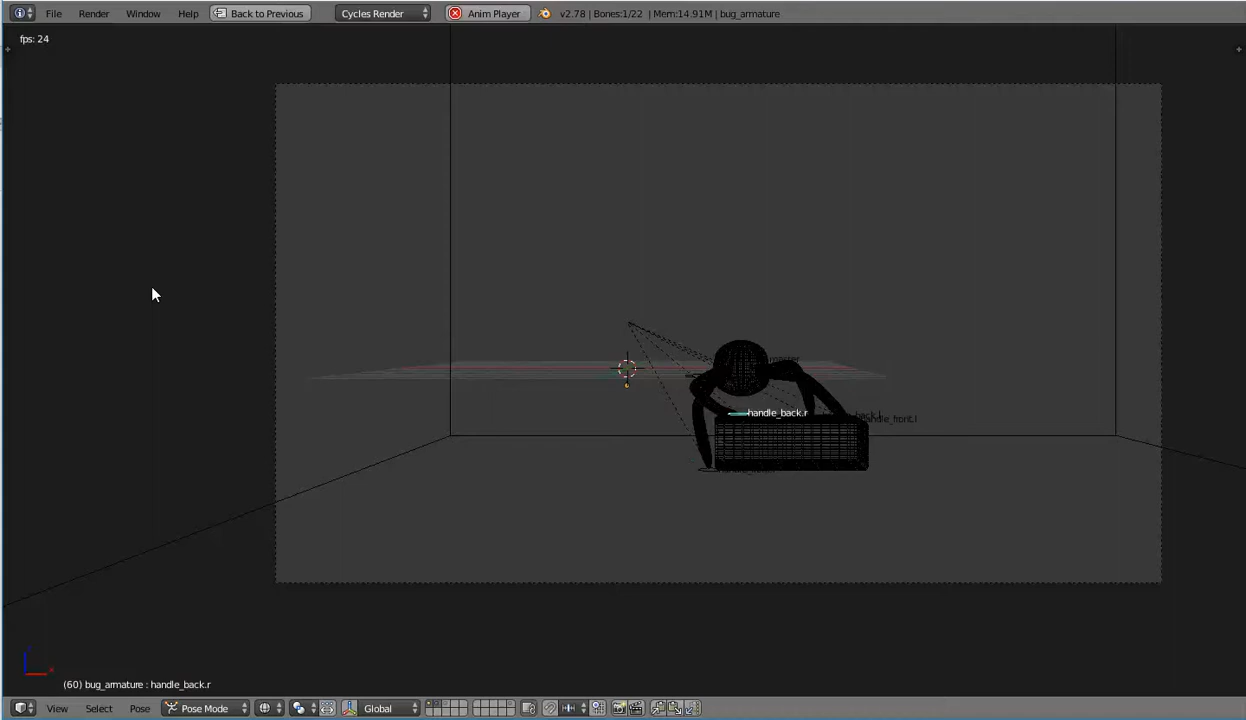 File Render Window Help Back to Previous Cycles Render Anim Player v2.78 | Bones:1/22 | Mem:14.91M | bug_armature
fps: 24
handle_back.r
handle_front.l
(60) bug_armature : handle_back.r
View Select Pose Pose Mode Global